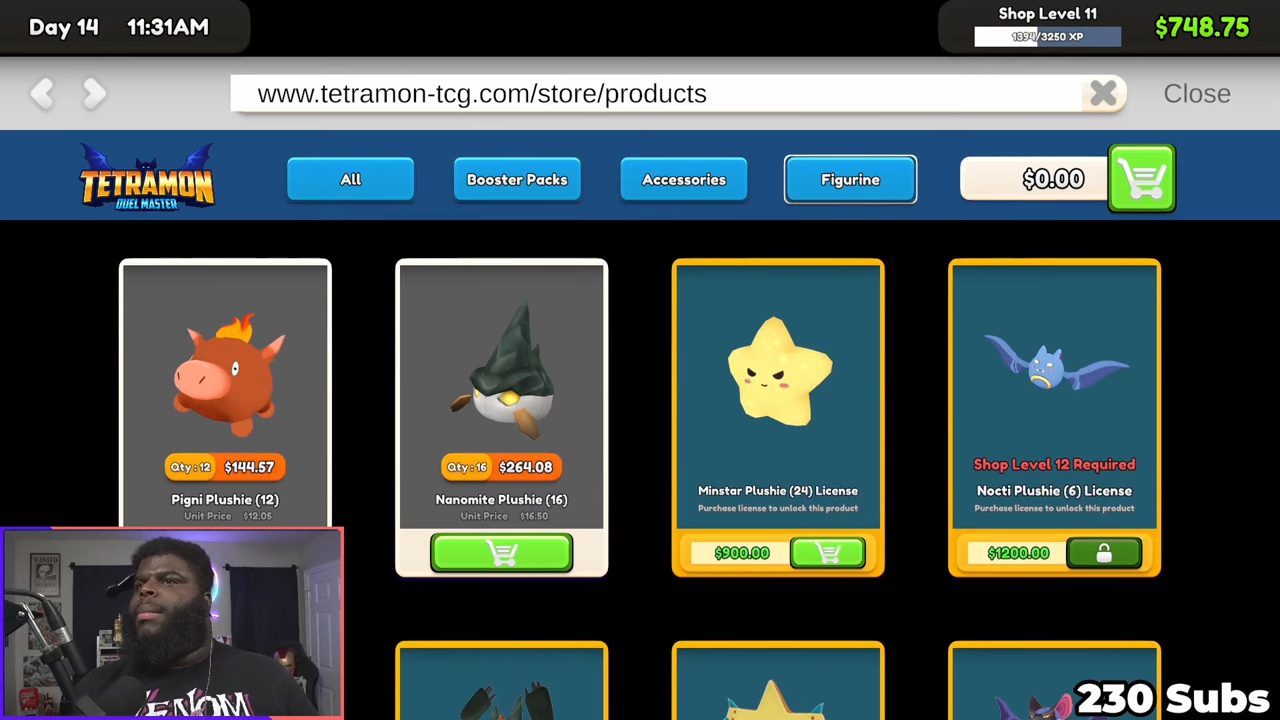 Day 14 11:31AM
Shop Level 11
1394/3250 XP
$748.75
www.tetramon-tcg.com/store/products
Close
TETRAMON
DUEL MASTER
All
Booster Packs
Accessories
Figurine
$0.00
Qty : 12 $144.57
Pigni Plushie (12)
Unit Price $12.05
Qty : 16 $264.08
Nanomite Plushie (16)
Unit Price $16.50
Minstar Plushie (24) License
Purchase license to unlock this product
$900.00
Shop Level 12 Required
Nocti Plushie (6) License
Purchase license to unlock this product
$1200.00
WANTED
VENOM
230 Subs